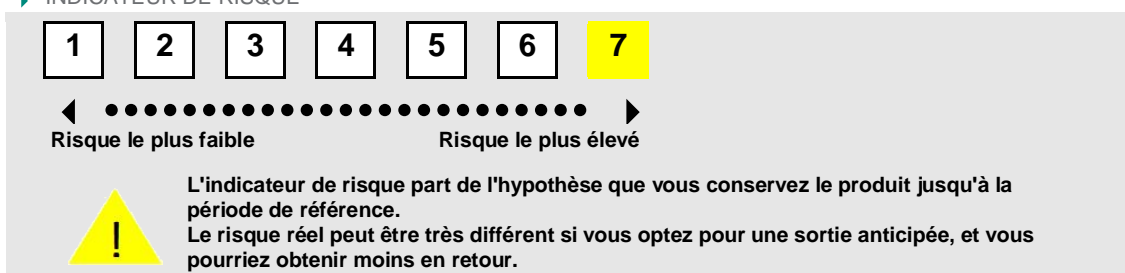 INDICATEUR DE RISQUE
1 2 3 4 5 6 7
Risque le plus faible Risque le plus élevé
L'indicateur de risque part de l'hypothèse que vous conservez le produit jusqu'à la
période de référence.
Le risque réel peut être très différent si vous optez pour une sortie anticipée, et vous
pourriez obtenir moins en retour.
!